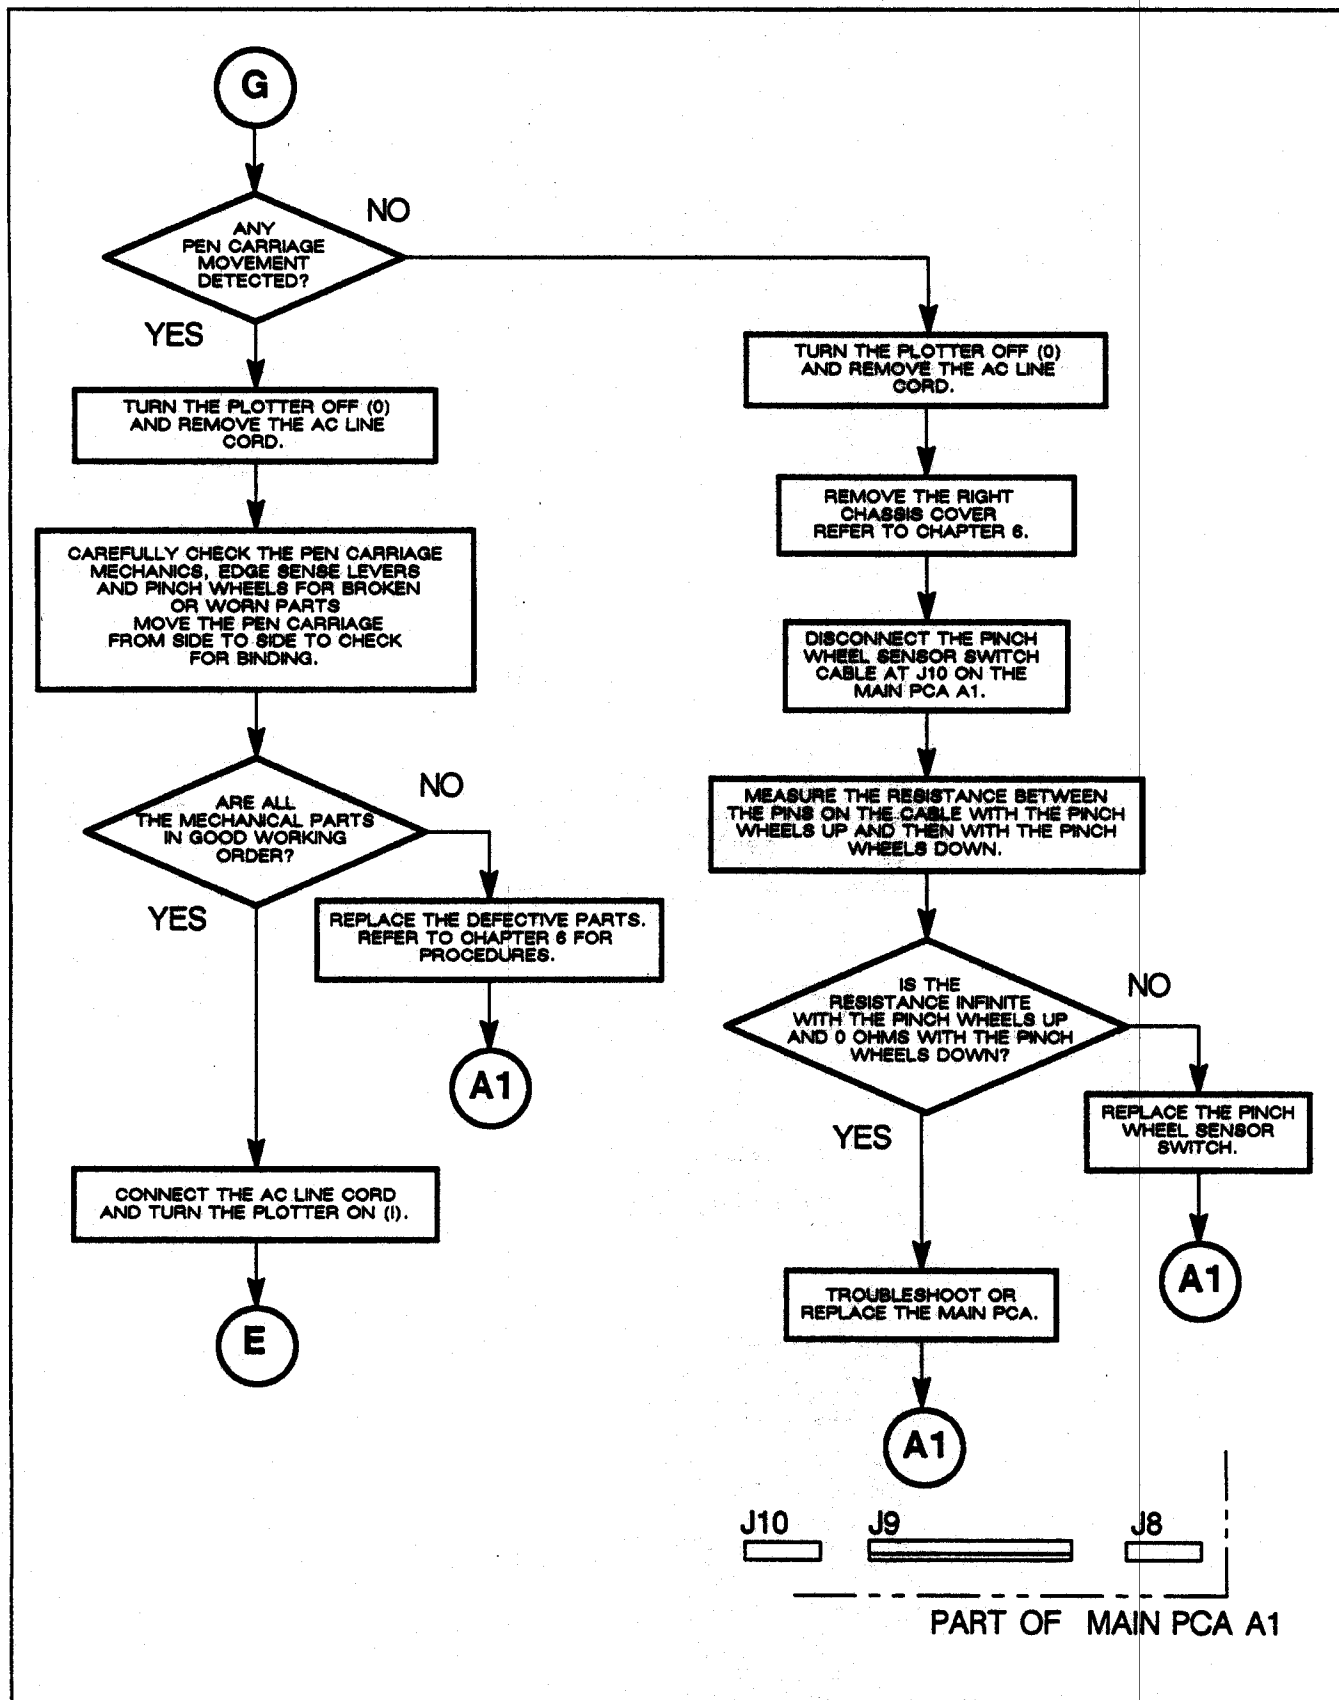 G
ANY
PEN CARRIAGE
MOVEMENT
DETECTED?
NO
YES
TURN THE PLOTTER OFF (0)
AND REMOVE THE AC LINE
CORD.
CAREFULLY CHECK THE PEN CARRIAGE
MECHANICS, EDGE SENSE LEVERS
AND PINCH WHEELS FOR BROKEN
OR WORN PARTS
MOVE THE PEN CARRIAGE
FROM SIDE TO SIDE TO CHECK
FOR BINDING.
ARE ALL
THE MECHANICAL PARTS
IN GOOD WORKING
ORDER?
NO
YES
REPLACE THE DEFECTIVE PARTS.
REFER TO CHAPTER 6 FOR
PROCEDURES.
A1
CONNECT THE AC LINE CORD
AND TURN THE PLOTTER ON (I).
E
TURN THE PLOTTER OFF (0)
AND REMOVE THE AC LINE
CORD.
REMOVE THE RIGHT
CHASSIS COVER
REFER TO CHAPTER 6.
DISCONNECT THE PINCH
WHEEL SENSOR SWITCH
CABLE AT J10 ON THE
MAIN PCA A1.
MEASURE THE RESISTANCE BETWEEN
THE PINS ON THE CABLE WITH THE PINCH
WHEELS UP AND THEN WITH THE PINCH
WHEELS DOWN.
IS THE
RESISTANCE INFINITE
WITH THE PINCH WHEELS UP
AND 0 OHMS WITH THE PINCH
WHEELS DOWN?
NO
YES
REPLACE THE PINCH
WHEEL SENSOR
SWITCH.
A1
TROUBLESHOOT OR
REPLACE THE MAIN PCA.
A1
J10 J9 J8
PART OF MAIN PCA A1